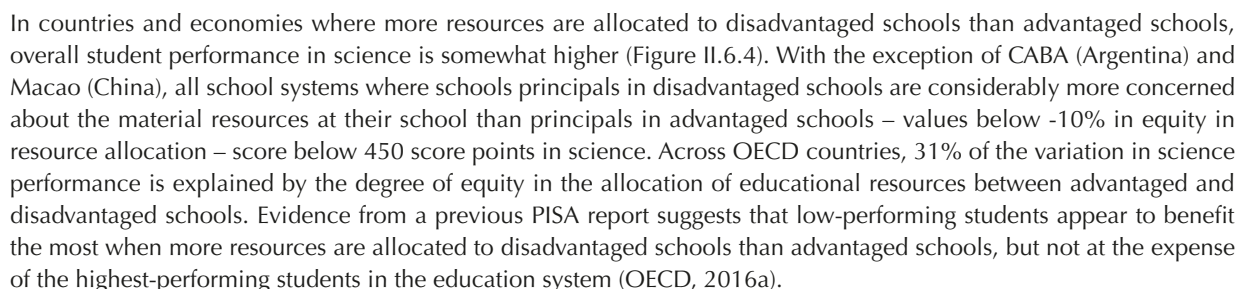 In countries and economies where more resources are allocated to disadvantaged schools than advantaged schools,
overall student performance in science is somewhat higher (Figure II.6.4). With the exception of CABA (Argentina) and
Macao (China), all school systems where schools principals in disadvantaged schools are considerably more concerned
about the material resources at their school than principals in advantaged schools – values below -10% in equity in
resource allocation – score below 450 score points in science. Across OECD countries, 31% of the variation in science
performance is explained by the degree of equity in the allocation of educational resources between advantaged and
disadvantaged schools. Evidence from a previous PISA report suggests that low-performing students appear to benefit
the most when more resources are allocated to disadvantaged schools than advantaged schools, but not at the expense
of the highest-performing students in the education system (OECD, 2016a).